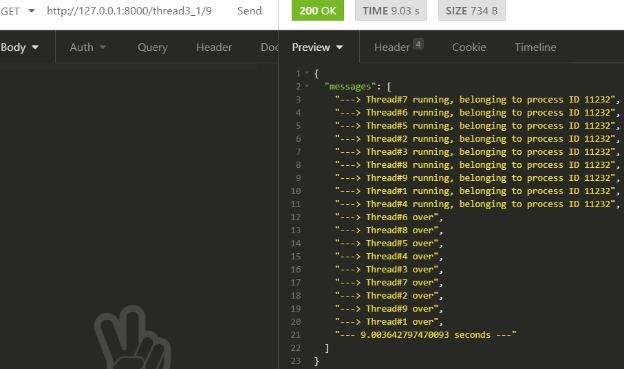 GET http://127.0.0.1:8000/thread3_1/9 Send 200 OK TIME 9.03 s SIZE 734 B
Body Auth Query Header Doc Preview Header 4 Cookie Timeline
1 {
2 "messages": [
3 "---> Thread#7 running, belonging to process ID 11232",
4 "---> Thread#6 running, belonging to process ID 11232",
5 "---> Thread#5 running, belonging to process ID 11232",
6 "---> Thread#2 running, belonging to process ID 11232",
7 "---> Thread#3 running, belonging to process ID 11232",
8 "---> Thread#8 running, belonging to process ID 11232",
9 "---> Thread#9 running, belonging to process ID 11232",
10 "---> Thread#1 running, belonging to process ID 11232",
11 "---> Thread#4 running, belonging to process ID 11232",
12 "---> Thread#6 over",
13 "---> Thread#8 over",
14 "---> Thread#5 over",
15 "---> Thread#4 over",
16 "---> Thread#3 over",
17 "---> Thread#7 over",
18 "---> Thread#2 over",
19 "---> Thread#9 over",
20 "---> Thread#1 over",
21 "--- 9.003642797470093 seconds ---"
22 ]
23 }